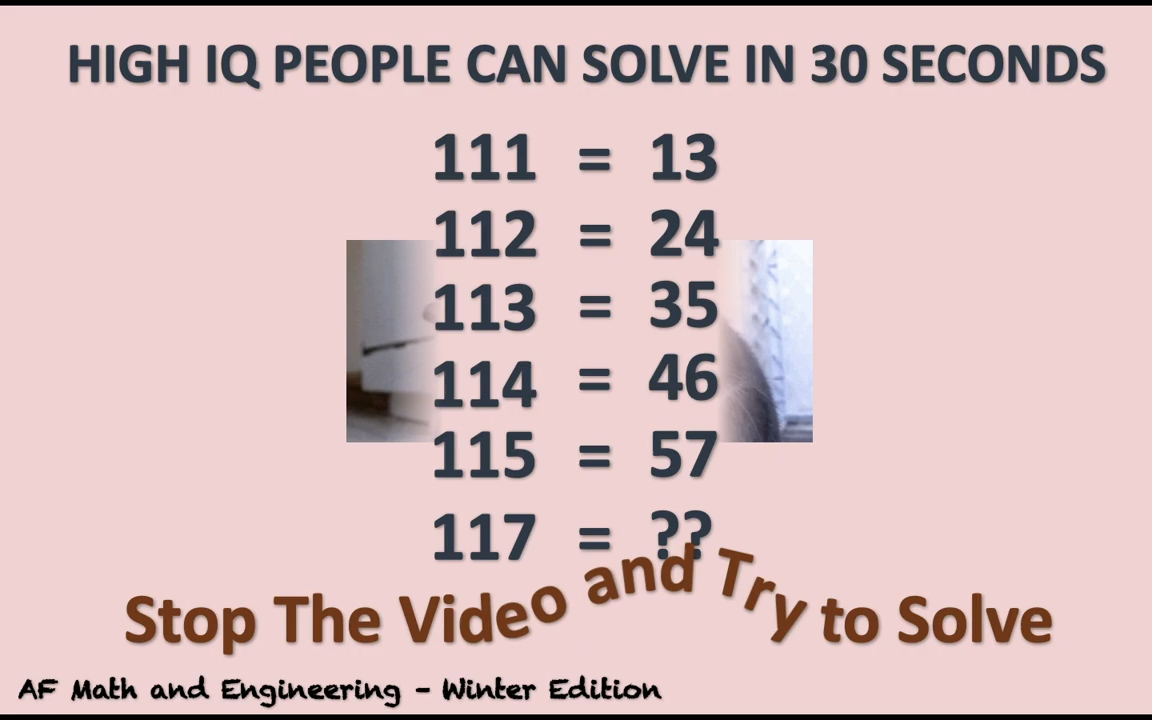 HIGH IQ PEOPLE CAN SOLVE IN 30 SECONDS
111 = 13
112 = 24
113 = 35
114 = 46
115 = 57
117 = ??
Stop The Video and Try to Solve
AF Math and Engineering - Winter Edition